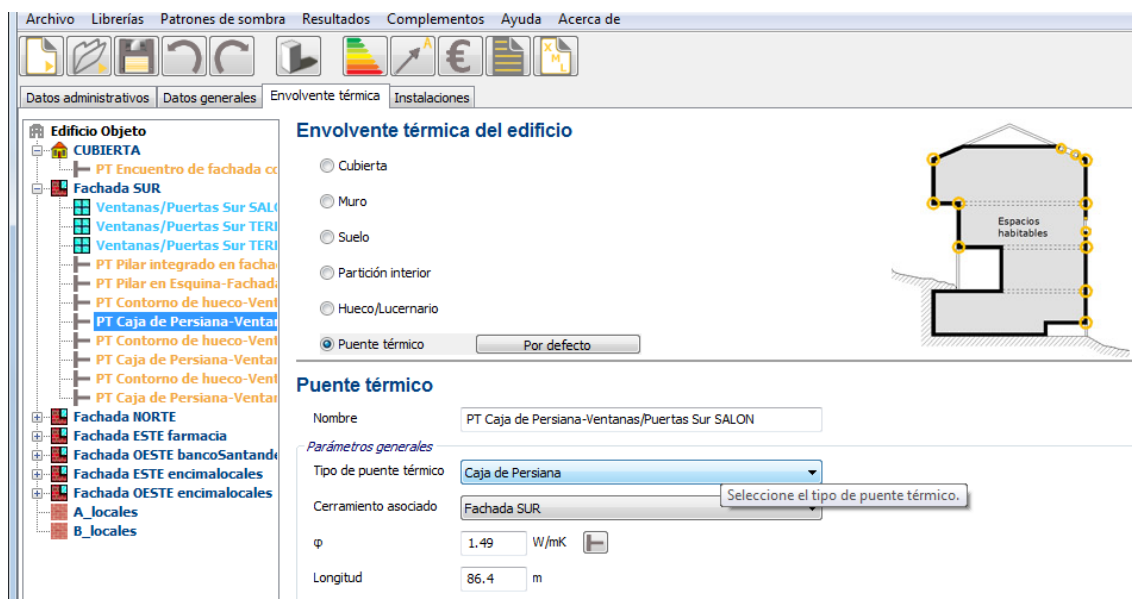 Archivo Librerías Patrones de sombra Resultados Complementos Ayuda Acerca de
A € X M L
Datos administrativos Datos generales Envolvente térmica Instalaciones
Edificio Objeto
CUBIERTA
PT Encuentro de fachada co
Fachada SUR
Ventanas/Puertas Sur SAL
Ventanas/Puertas Sur TER
Ventanas/Puertas Sur TER
PT Pilar integrado en facha
PT Pilar en Esquina-Fachad
PT Contorno de hueco-Vent
PT Caja de Persiana-Venta
PT Contorno de hueco-Vent
PT Caja de Persiana-Venta
PT Contorno de hueco-Vent
PT Caja de Persiana-Venta
Fachada NORTE
Fachada ESTE farmacia
Fachada OESTE bancoSantande
Fachada ESTE encimalocales
Fachada OESTE encimalocales
A_locales
B_locales
Envolvente térmica del edificio
Cubierta
Muro
Suelo
Partición interior
Hueco/Lucernario
Puente térmico Por defecto
Espacios
habitables
Puente térmico
Nombre PT Caja de Persiana-Ventanas/Puertas Sur SALON
Parámetros generales
Tipo de puente térmico Caja de Persiana
Seleccione el tipo de puente térmico.
Cerramiento asociado Fachada SUR
φ 1.49 W/mK
Longitud 86.4 m